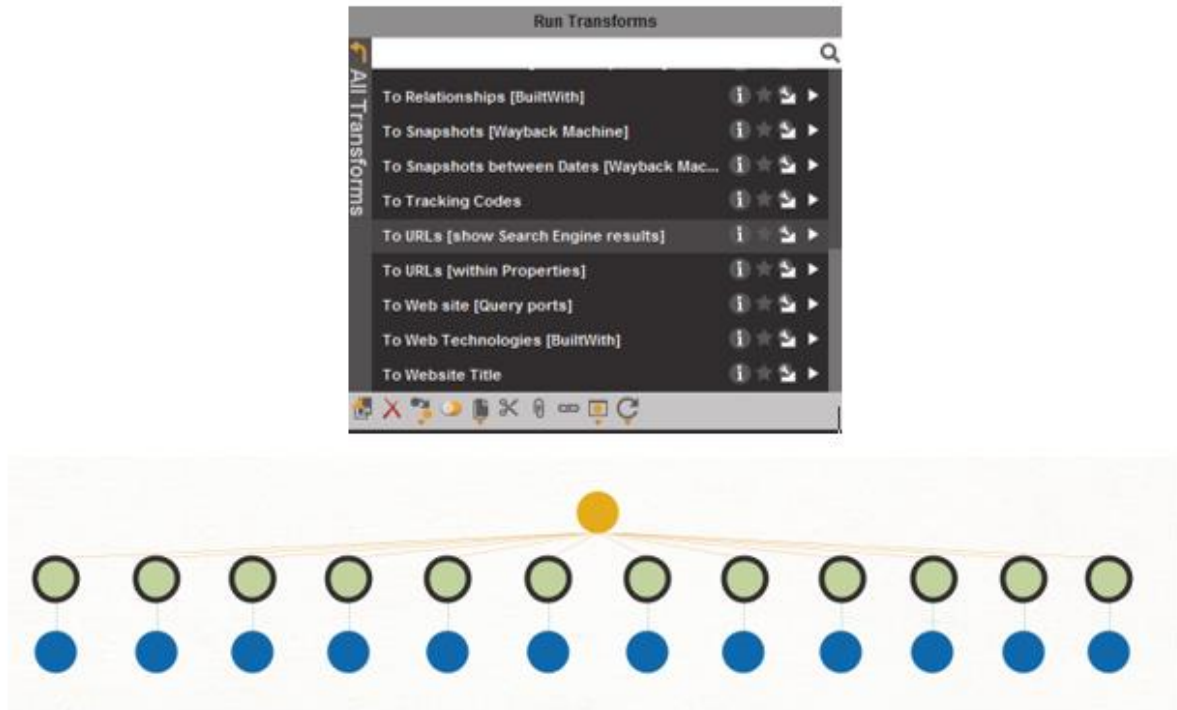 Run Transforms
All Transforms
To Relationships [BuiltWith]
To Snapshots [Wayback Machine]
To Snapshots between Dates [Wayback Mac...
To Tracking Codes
To URLs [show Search Engine results]
To URLs [within Properties]
To Web site [Query ports]
To Web Technologies [BuiltWith]
To Website Title